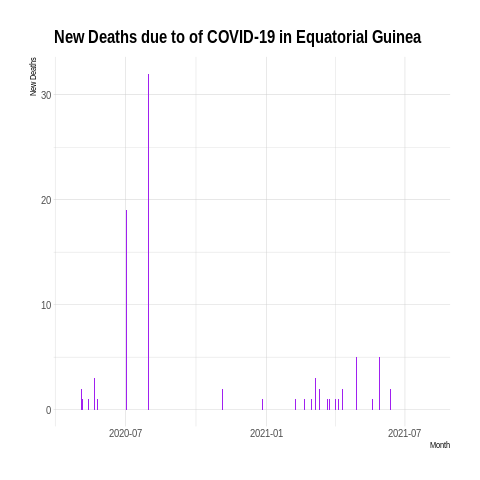 New Deaths due to of COVID-19 in Equatorial Guinea
New Deaths
30
20
10
0
2020-07 2021-01 2021-07
Month